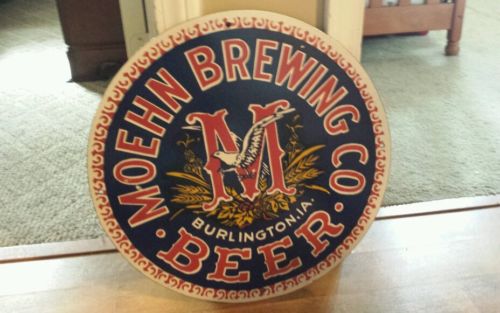 MOEHN BREWING CO.
M
BURLINGTON, IA.
· BEER ·